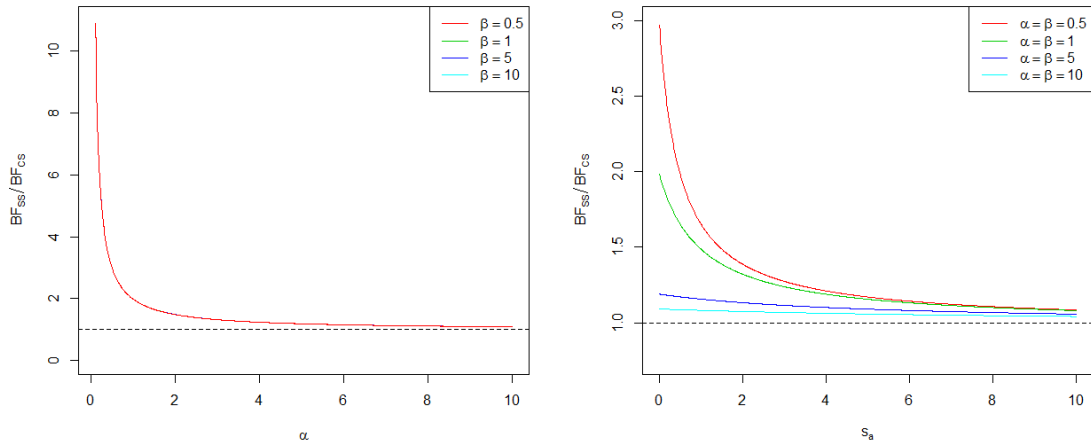 β = 0.5
β = 1
β = 5
β = 10
10
8
6
4
2
0
BFSS/ BFCS
0 2 4 6 8 10
α
α = β = 0.5
α = β = 1
α = β = 5
α = β = 10
3.0
2.5
2.0
1.5
1.0
BFSS/ BFCS
0 2 4 6 8 10
sa